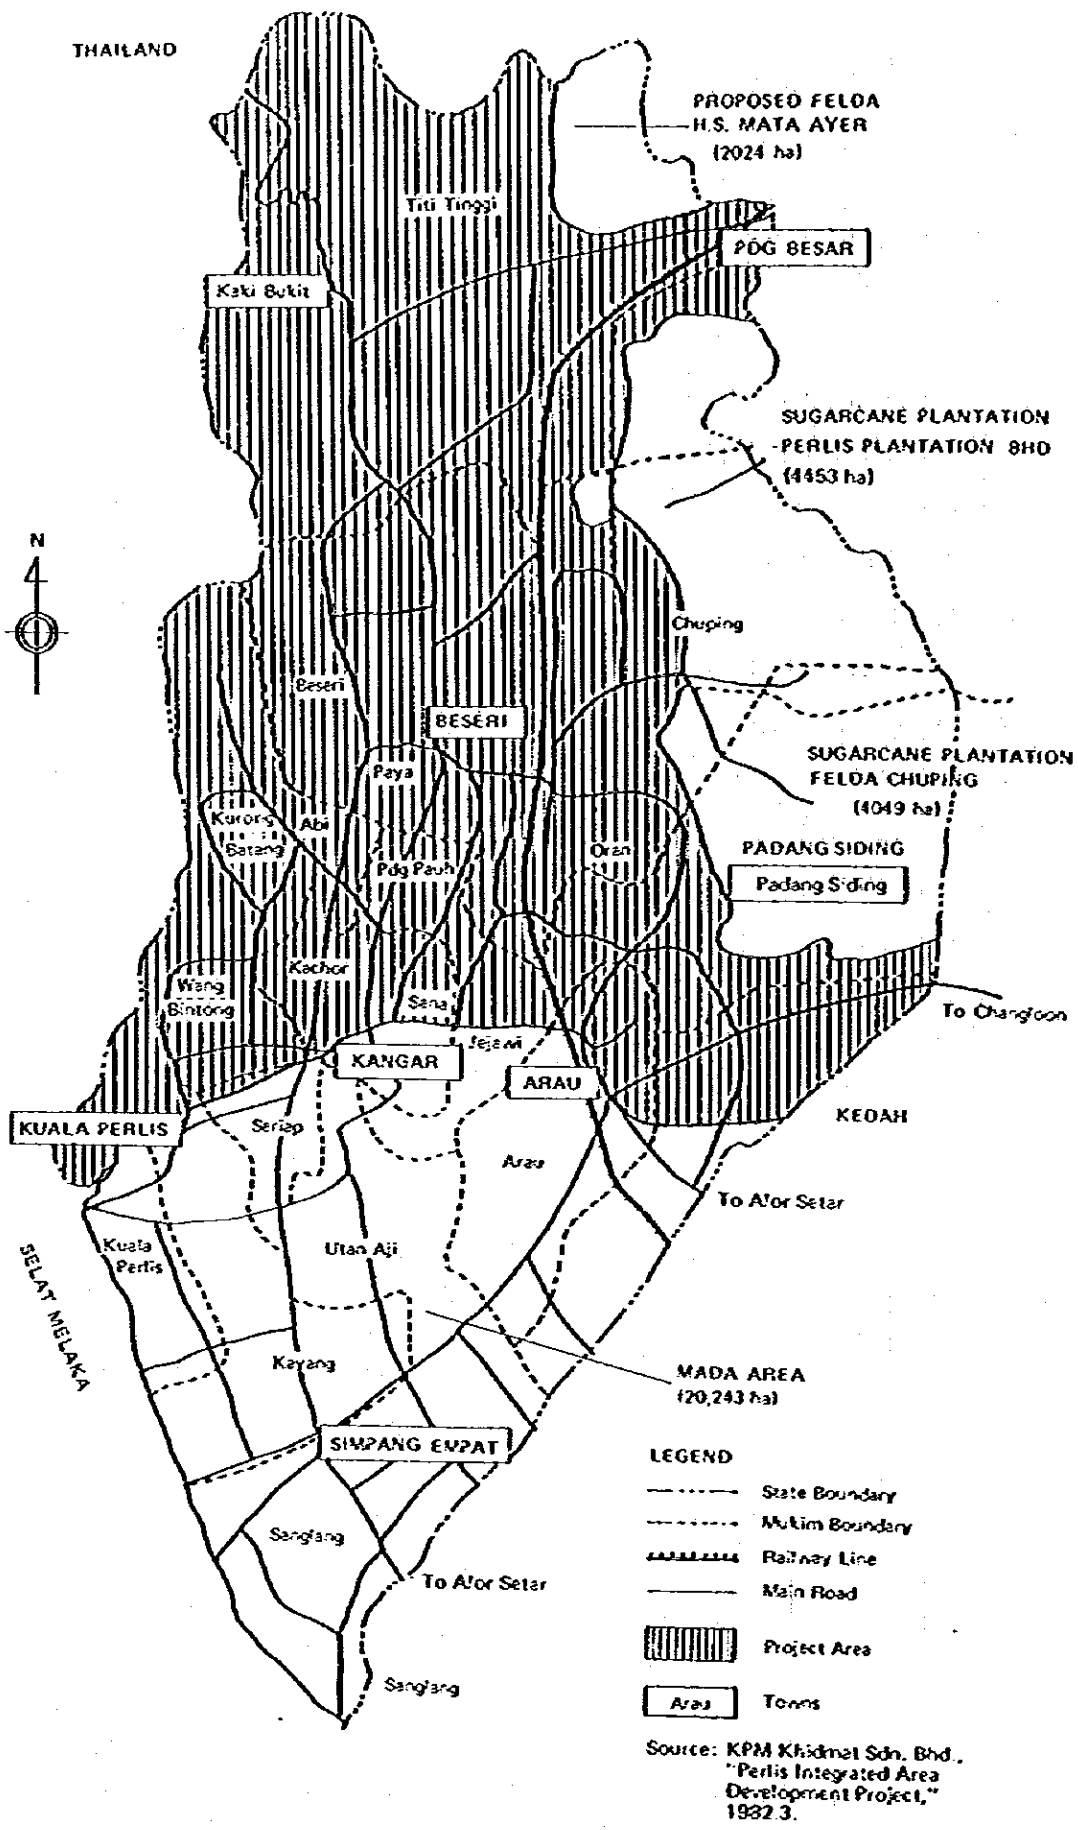 THAILAND
PROPOSED FELDA
H.S. MATA AYER
(2024 ha)
Titi Tinggi
PDG BESAR
Kaki Bukit
SUGARCANE PLANTATION
PERLIS PLANTATION BHD
(4453 ha)
N
Chuping
Beseri
BESERI
SUGARCANE PLANTATION
FELDA CHUPING
(4049 ha)
Paya
Kurong
Batang
Abi
Oran
Pdg Pauh
PADANG SIDING
Padang Siding
Kachor
Wang
Bintong
Sena
To Changloon
Jejawi
KANGAR
ARAU
KEDAH
KUALA PERLIS
Seriap
Arau
To Alor Setar
Kuala
Perlis
Utan Aji
SELAT MELAKA
Kayang
MADA AREA
(20,243 ha)
SIMPANG EMPAT
LEGEND
State Boundary
Mukim Boundary
Railway Line
Main Road
Project Area
Arau
Towns
Sanglang
To Alor Setar
Sanglang
Source: KPM Khidmat Sdn. Bhd.,
"Perlis Integrated Area
Development Project,"
1982.3.